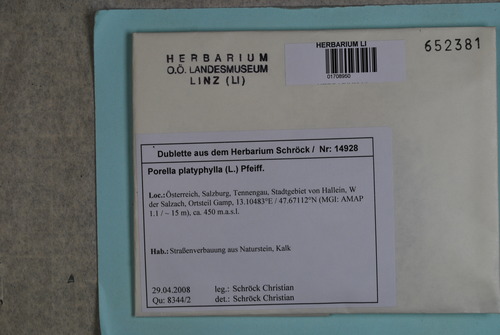 HERBARIUM
O.Ö. LANDESMUSEUM
LINZ (LI)
HERBARIUM LI
01708950
652381
Dublette aus dem Herbarium Schröck / Nr: 14928
Porella platyphylla (L.) Pfeiff.
Loc.:Österreich, Salzburg, Tennengau, Stadtgebiet von Hallein, W
der Salzach, Ortsteil Gamp, 13.10483°E / 47.67112°N (MGI: AMAP
1.1 / ~ 15 m), ca. 450 m.a.s.l.
Hab.:Straßenverbauung aus Naturstein, Kalk
29.04.2008 leg.: Schröck Christian
Qu: 8344/2 det.: Schröck Christian